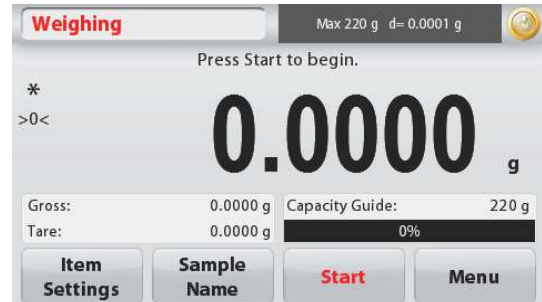 Weighing Max 220 g d= 0.0001 g
Press Start to begin.
*
>0<
0.0000 g
Gross: 0.0000 g Capacity Guide: 220 g
Tare: 0.0000 g 0%
Item Settings Sample Name Start Menu